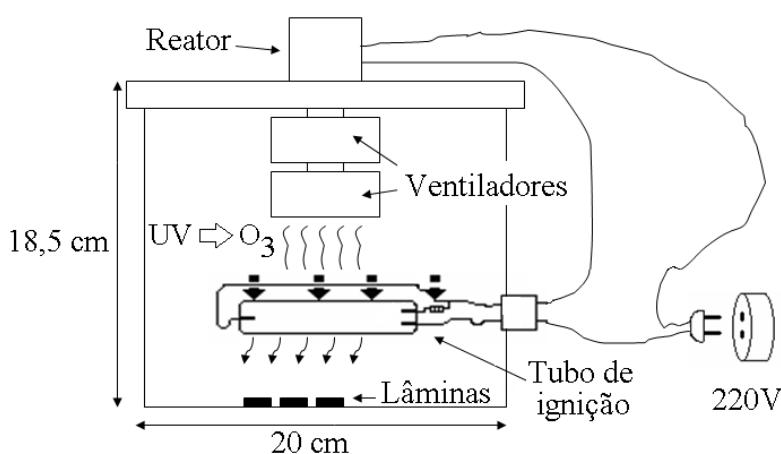 Reator
Ventiladores
18,5 cm
UV ⇨ O3
Tubo de
ignição
Lâminas
220V
20 cm